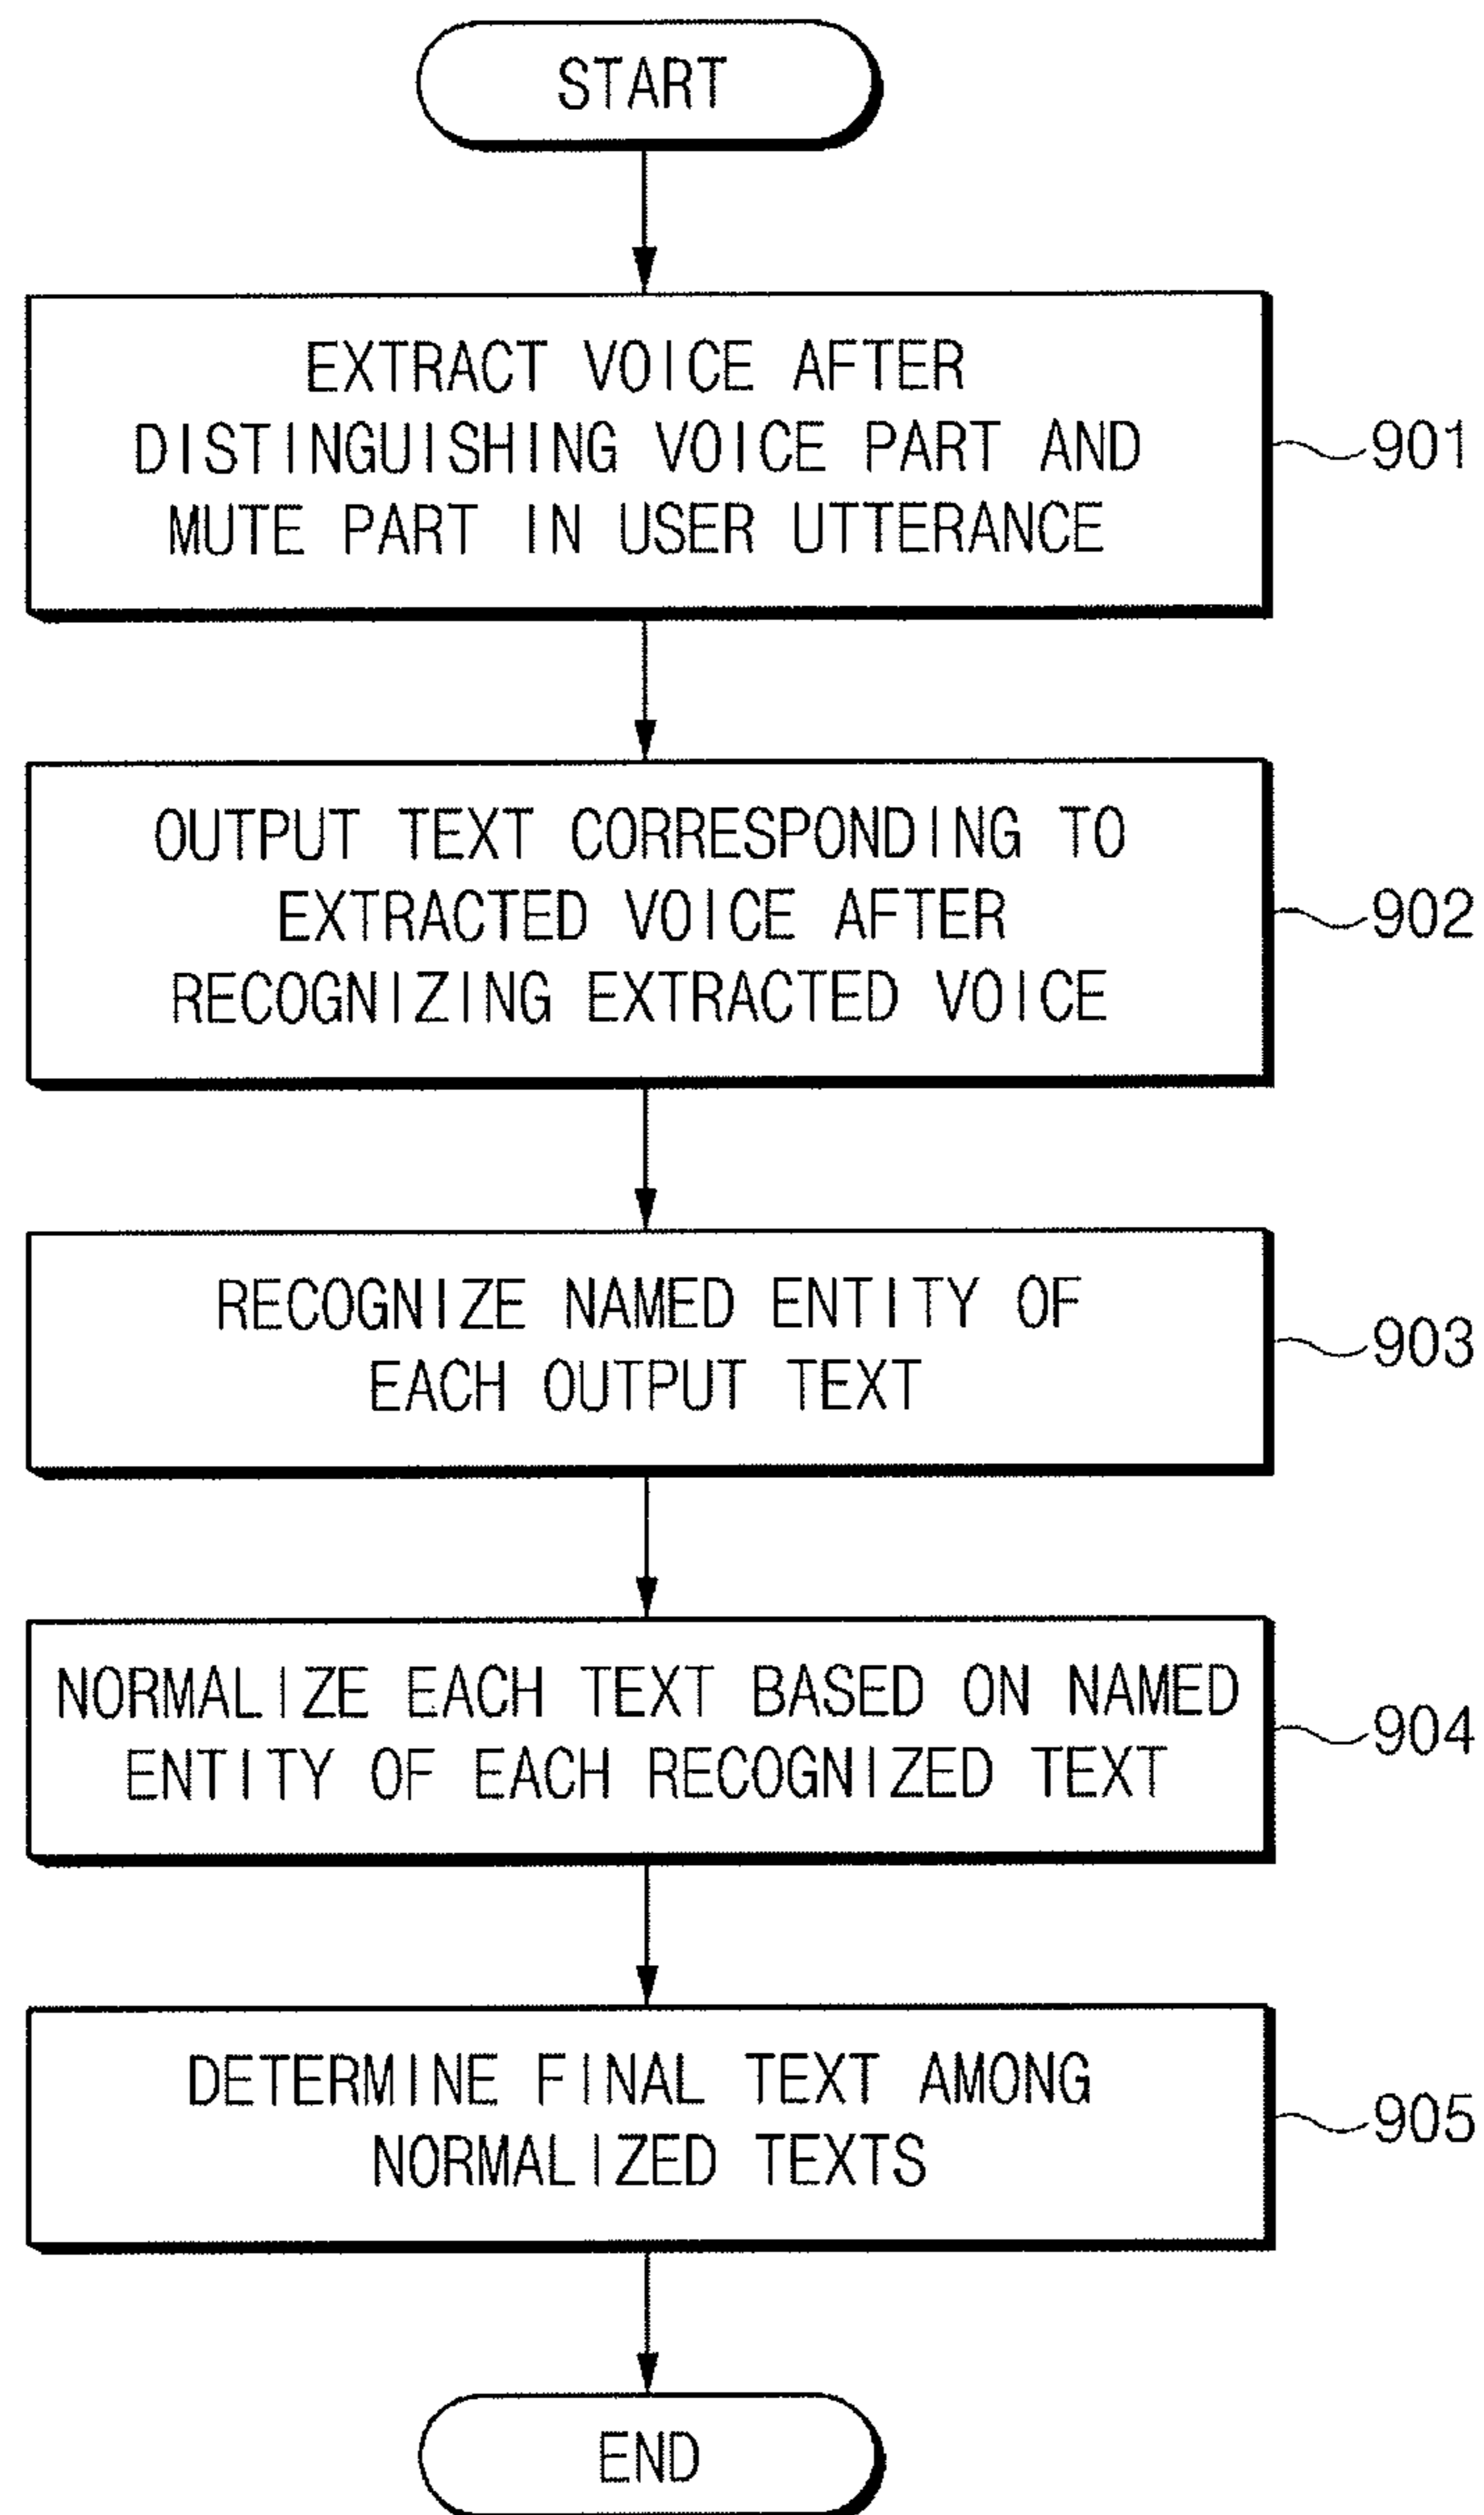 START
EXTRACT VOICE AFTER
DISTINGUISHING VOICE PART AND
MUTE PART IN USER UTTERANCE
901
OUTPUT TEXT CORRESPONDING TO
EXTRACTED VOICE AFTER
RECOGNIZING EXTRACTED VOICE
902
RECOGNIZE NAMED ENTITY OF
EACH OUTPUT TEXT
903
NORMALIZE EACH TEXT BASED ON NAMED
ENTITY OF EACH RECOGNIZED TEXT
904
DETERMINE FINAL TEXT AMONG
NORMALIZED TEXTS
905
END